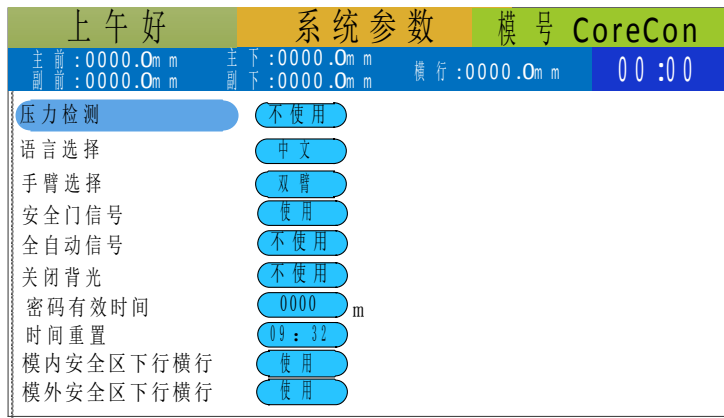 上午好 系统参数 模号 CoreCon
主前:0000.0mm 主下:0000.0mm 横行:0000.0mm 00:00
副前:0000.0mm 副下:0000.0mm
压力检测 不使用
语言选择 中文
手臂选择 双臂
安全门信号 使用
全自动信号 不使用
关闭背光 不使用
密码有效时间 0000 m
时间重置 09:32
模内安全区下行横行 使用
模外安全区下行横行 使用